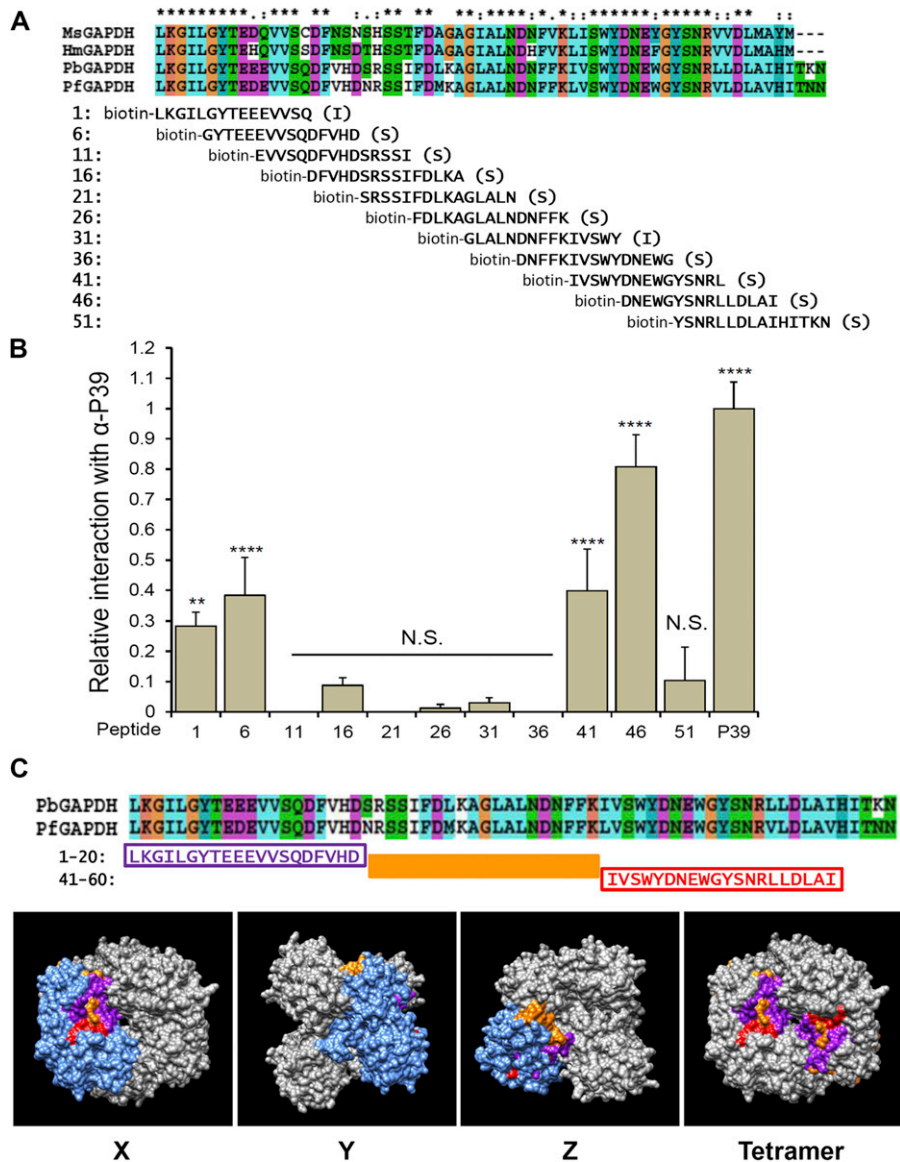 A
MsGAPDH LKGILGYTEDQVVSCDFNSNSHSSTFDAGAGIALNDNFVKLISWYDNEYGYSNRVVDLMAYM---
HmGAPDH LKGILGYTEHQVVSSDFNSDTHSSTFDAGAGIALNDHFVKLISWYDNEFGYSNRVVDLMAHM---
PbGAPDH LKGILGYTEEEVVSQDFVHDSRSSIFDLKAGLALNDNFFKIVSWYDNEWGYSNRLLDLAIHITKN
PfGAPDH LKGILGYTEDEVVSQDFVHDNRSSIFDMKAGLALNDNFFKLVSWYDNEWGYSNRVLDLAVHITNN
1: biotin-LKGILGYTEEEVVSQ (I)
6: biotin-GYTEEEVVSQDFVHD (S)
11: biotin-EVVSQDFVHDSRSSI (S)
16: biotin-DFVHDSRSSIFDLKA (S)
21: biotin-SRSSIFDLKAGLALN (S)
26: biotin-FDLKAGLALNDNFFK (S)
31: biotin-GLALNDNFFKIVSWY (I)
36: biotin-DNFFKIVSWYDNEWG (S)
41: biotin-IVSWYDNEWGYSNRL (S)
46: biotin-DNEWGYSNRLLDLAI (S)
51: biotin-YSNRLLDLAIHITKN (S)
B
Relative interaction with α-P39
1.2
1.1
1
0.9
0.8
0.7
0.6
0.5
0.4
0.3
0.2
0.1
0
** **** N.S. **** **** N.S. ****
Peptide 1 6 11 16 21 26 31 36 41 46 51 P39
C
PbGAPDH LKGILGYTEEEVVSQDFVHDSRSSIFDLKAGLALNDNFFKIVSWYDNEWGYSNRLLDLAIHITKN
PfGAPDH LKGILGYTEDEVVSQDFVHDNRSSIFDMKAGLALNDNFFKLVSWYDNEWGYSNRVLDLAVHITNN
1-20: LKGILGYTEEEVVSQDFVHD
41-60: IVSWYDNEWGYSNRLLDLAI
X Y Z Tetramer